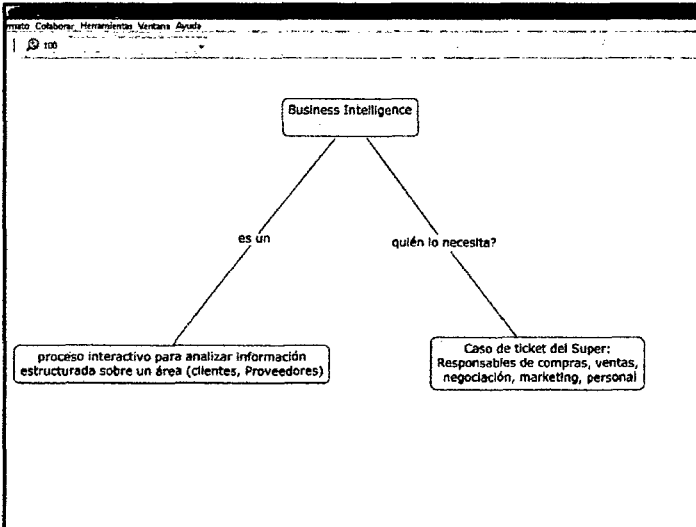 rmato Colaborar Herramientas Ventana Ayuda
100
Business Intelligence
es un
quién lo necesita?
proceso interactivo para analizar información
estructurada sobre un área (clientes, Proveedores)
Caso de ticket del Super:
Responsables de compras, ventas,
negociación, marketing, personal